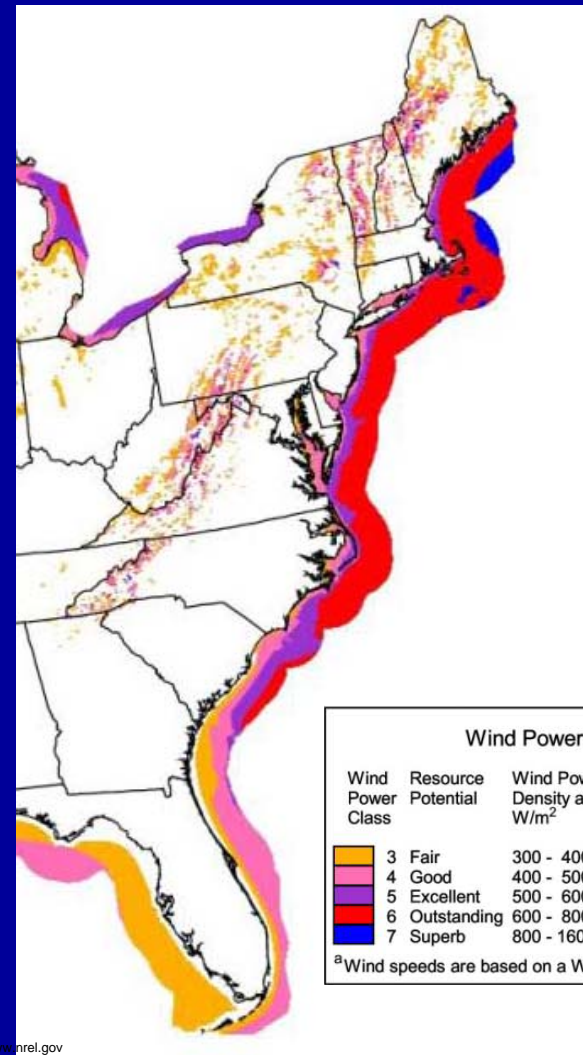 Wind Power
Wind Resource Wind Pow
Power Potential Density a
Class W/m2
3 Fair 300 - 400
4 Good 400 - 500
5 Excellent 500 - 600
6 Outstanding 600 - 800
7 Superb 800 - 160
aWind speeds are based on a W
nrel.gov